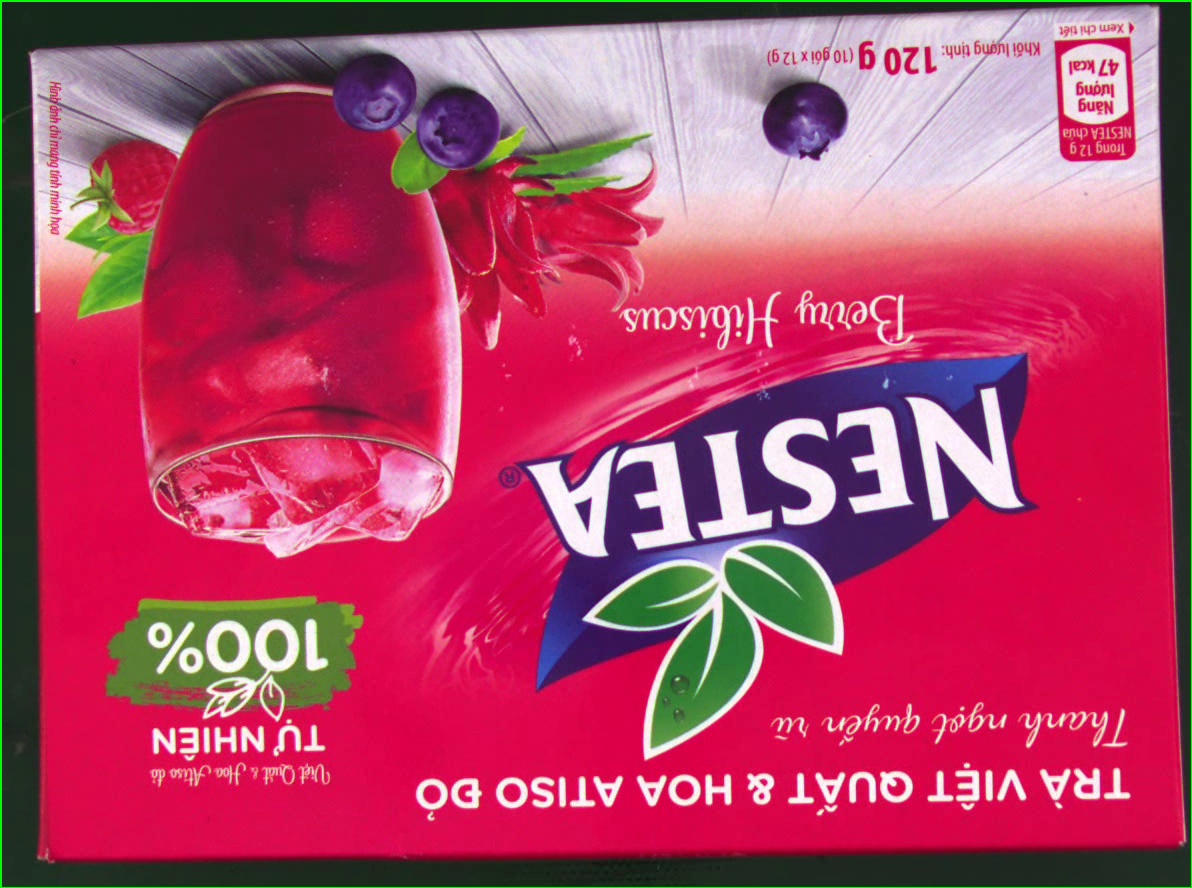 TRÀ VIỆT QUẤT & HOA ATISO ĐỎ
Thanh ngọt quyến rũ
NESTEA®
Berry Hibiscus
Việt Quất & Hoa Atiso đỏ
TỰ NHIÊN
100%
Trong 12 g
NESTEA chứa
Năng
lượng
47 kcal
Xem chi tiết
Khối lượng tịnh: 120 g (10 gói x 12 g)
Hình ảnh chỉ mang tính minh họa